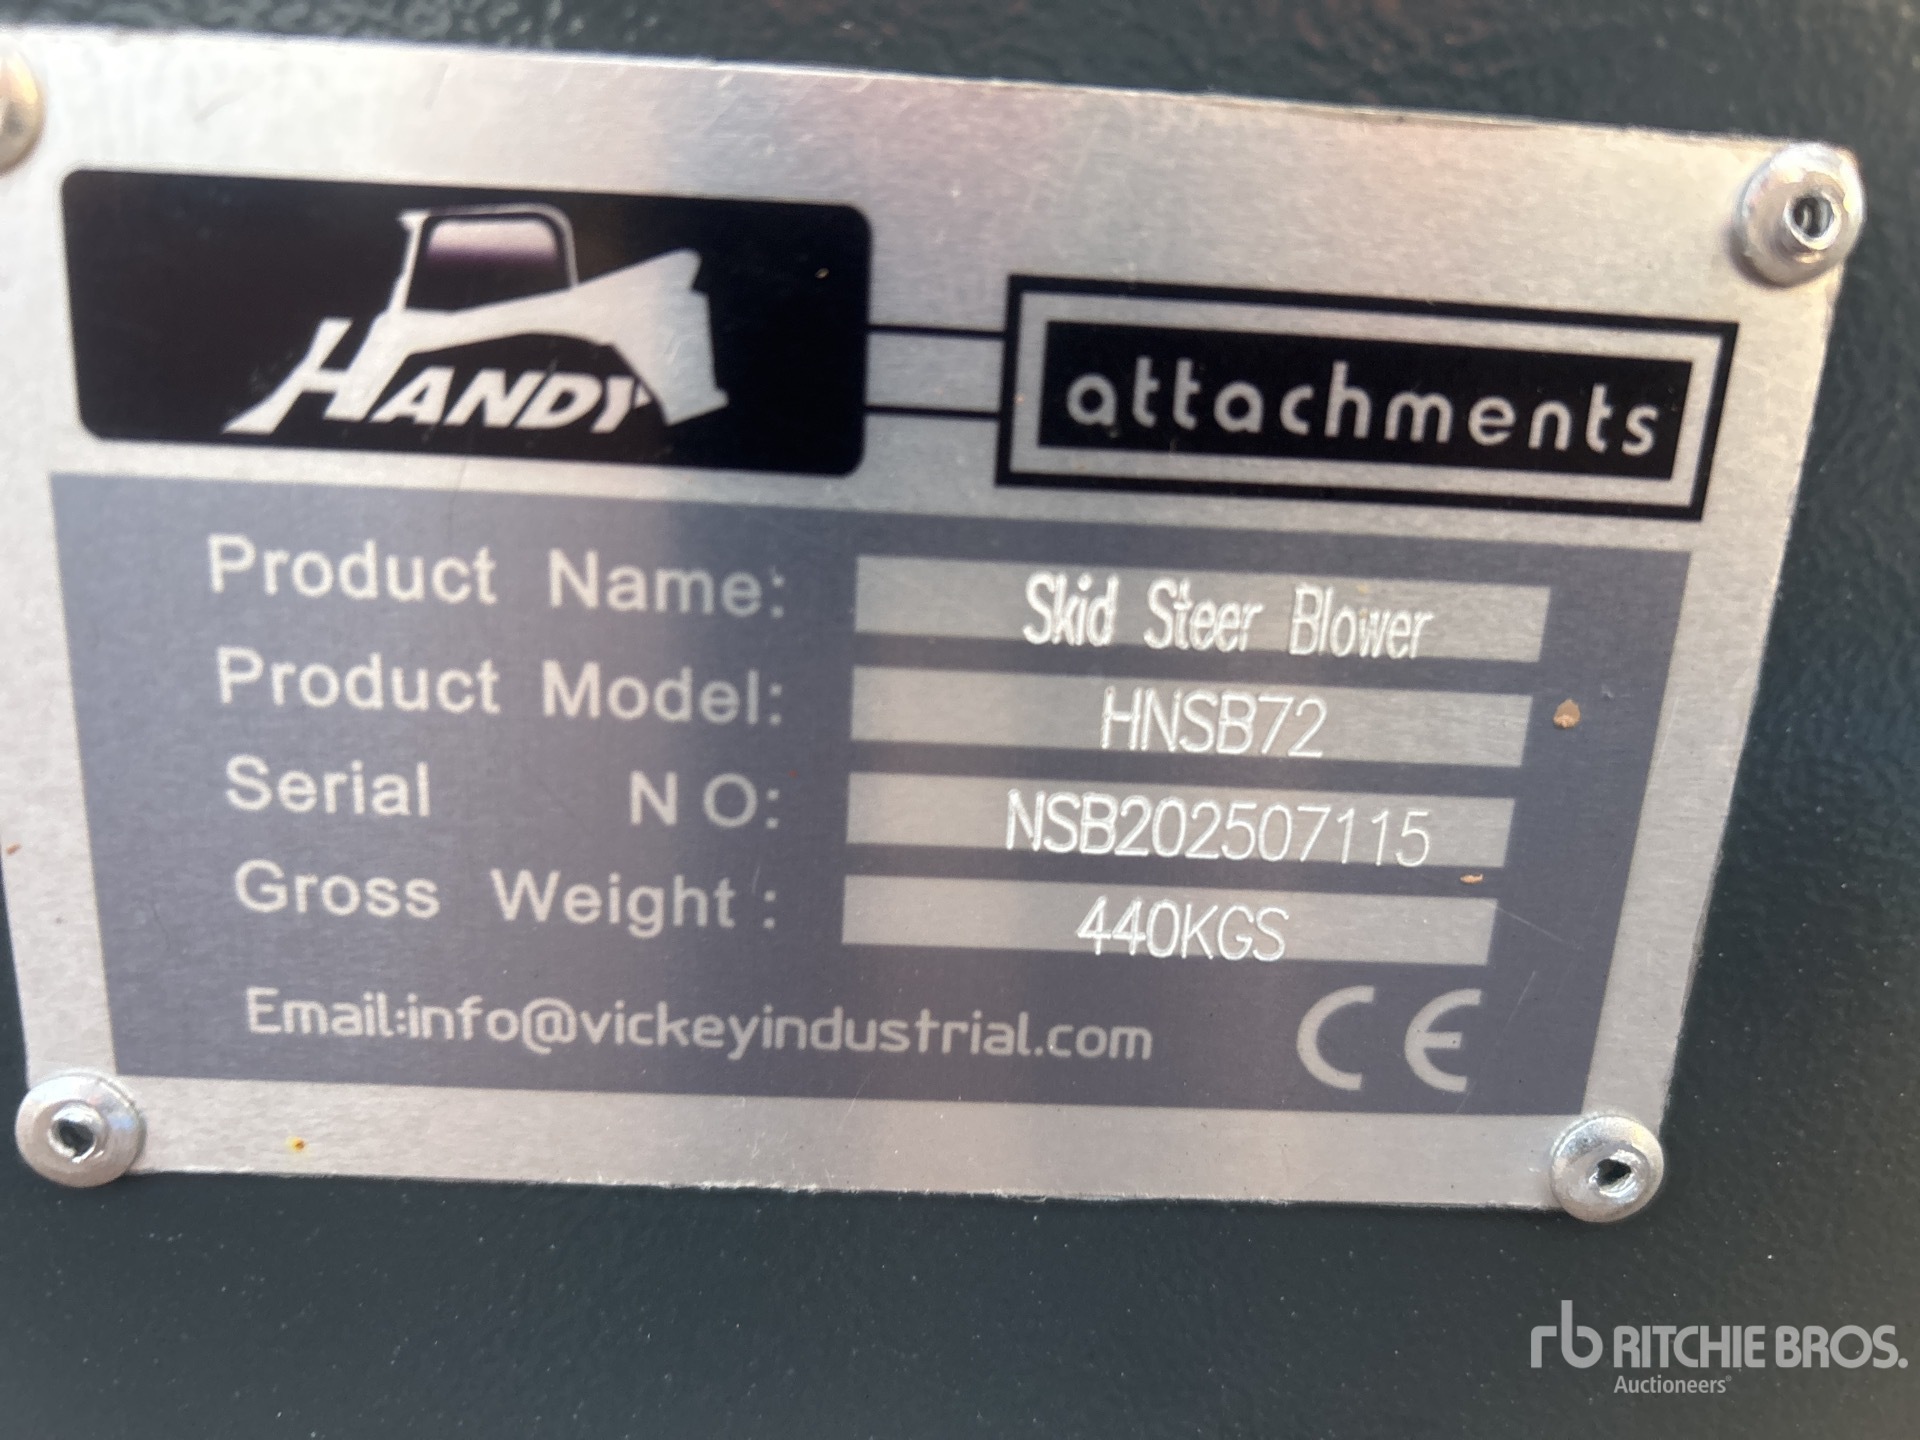 HANDY
attachments
Product Name: Skid Steer Blower
Product Model: HNSB72
Serial NO: NSB202507115
Gross Weight: 440KGS
Email:info@vickeyindustrial.com CE
rb RITCHIE BROS.
Auctioneers